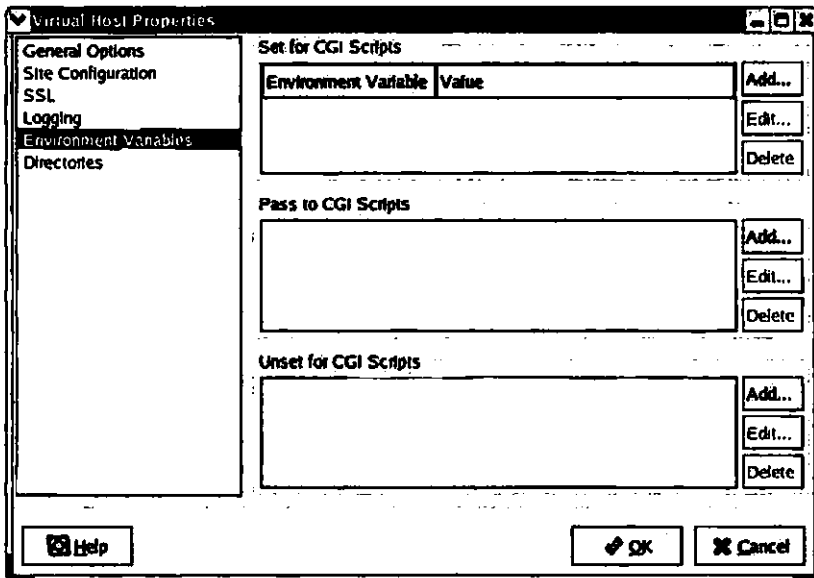 Virtual Host Properties
General Options
Site Configuration
SSL
Logging
Environment Variables
Directories
Set for CGI Scripts
Environment Variable Value
Add...
Edit...
Delete
Pass to CGI Scripts
Add...
Edit...
Delete
Unset for CGI Scripts
Add...
Edit...
Delete
Help
OK
Cancel